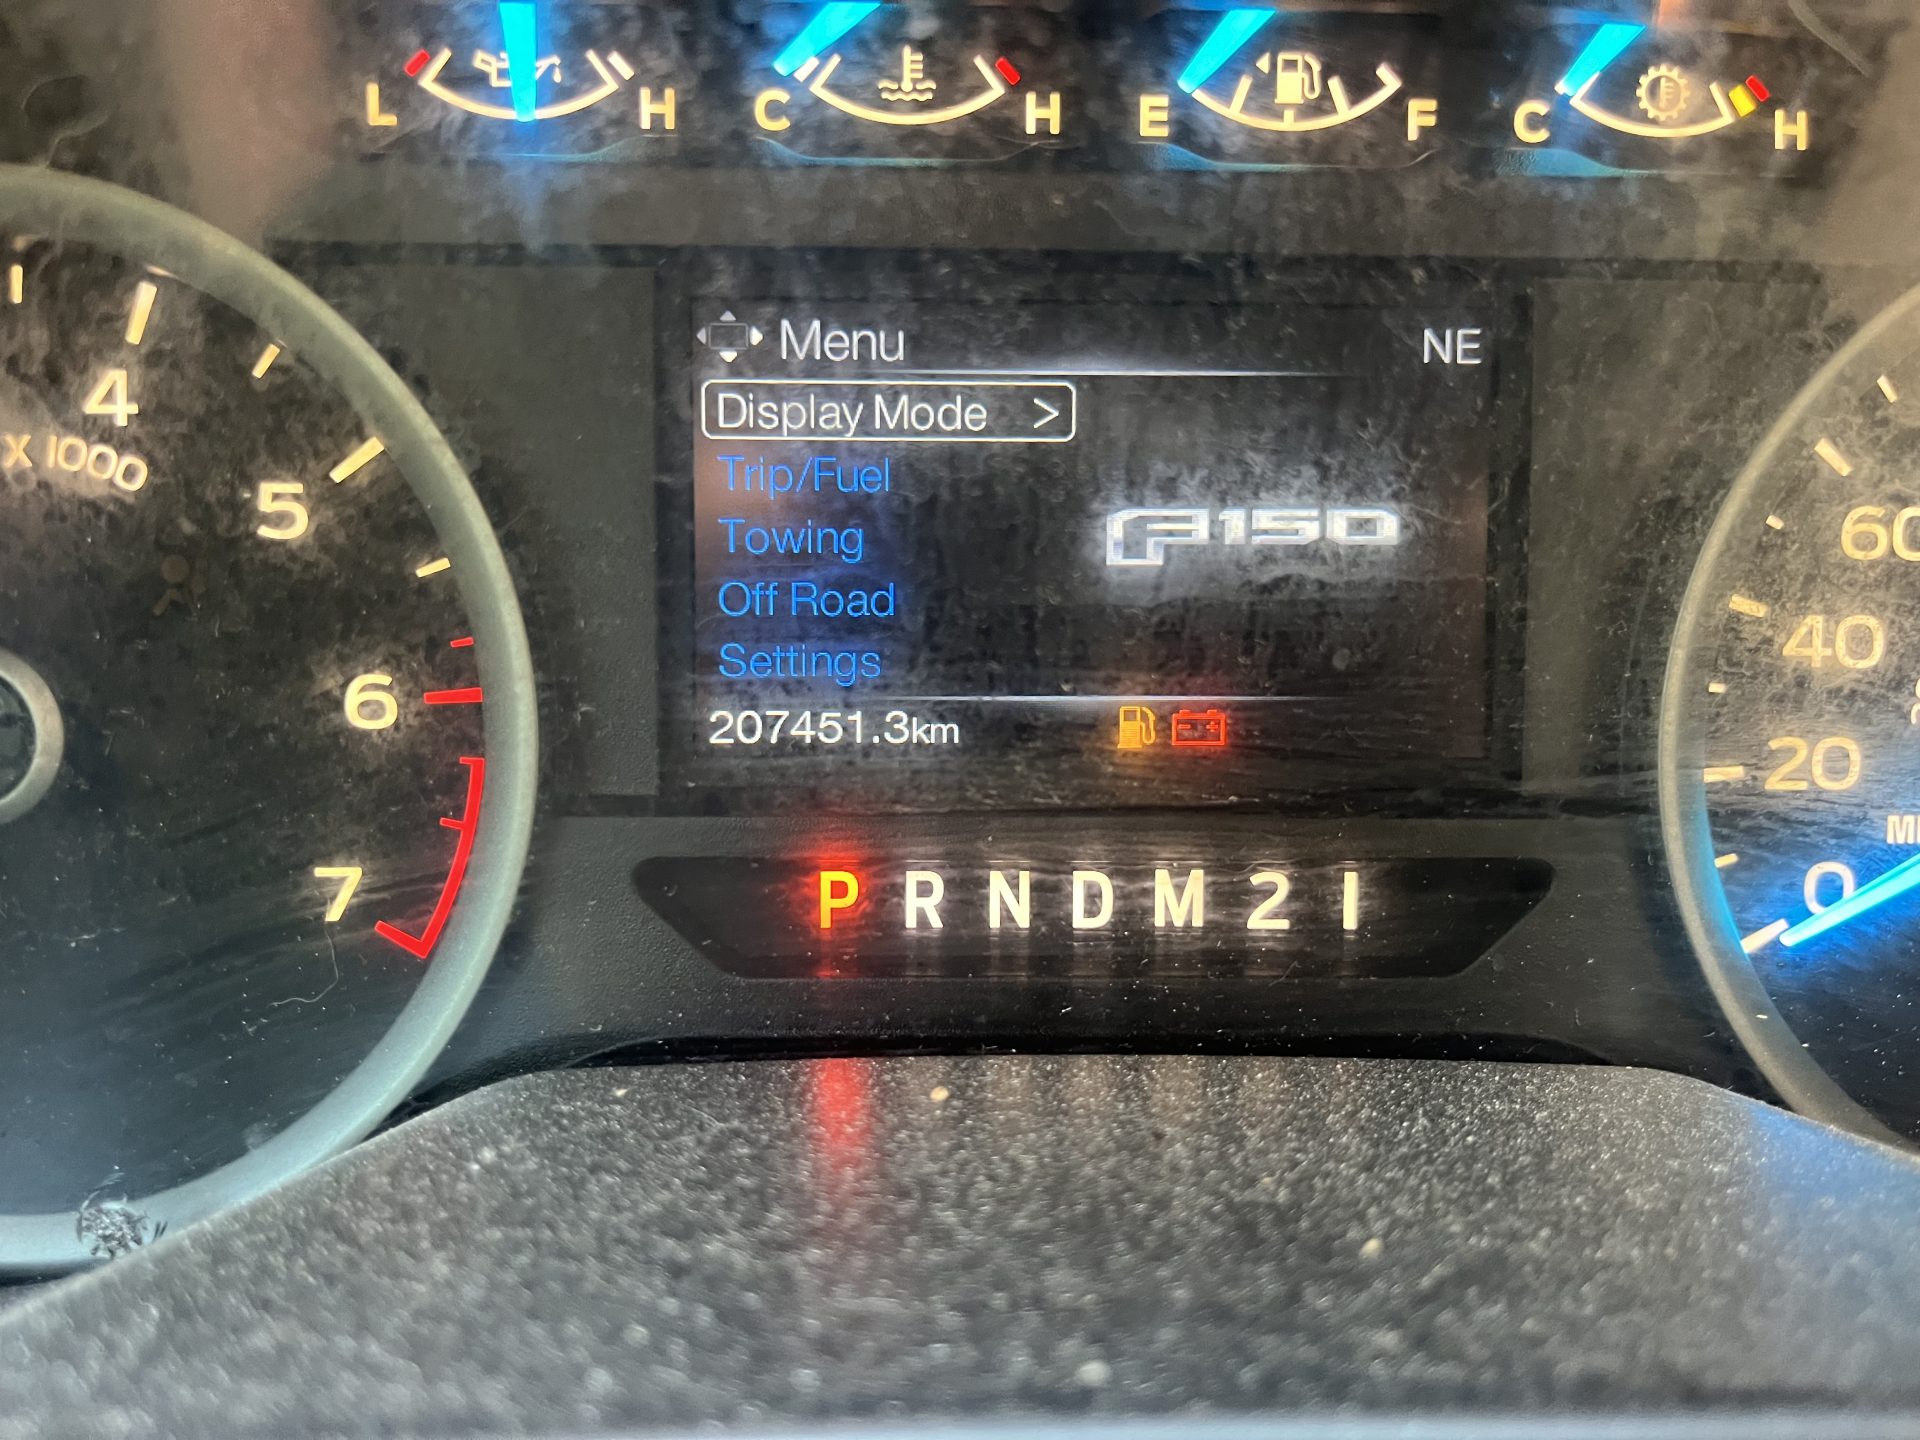 L H C H E F C H
Menu NE
Display Mode >
Trip/Fuel
F150
Towing
Off Road
Settings
207451.3km
4
x 1000
5
6
7
P R N D M 2 1
60
40
20
0